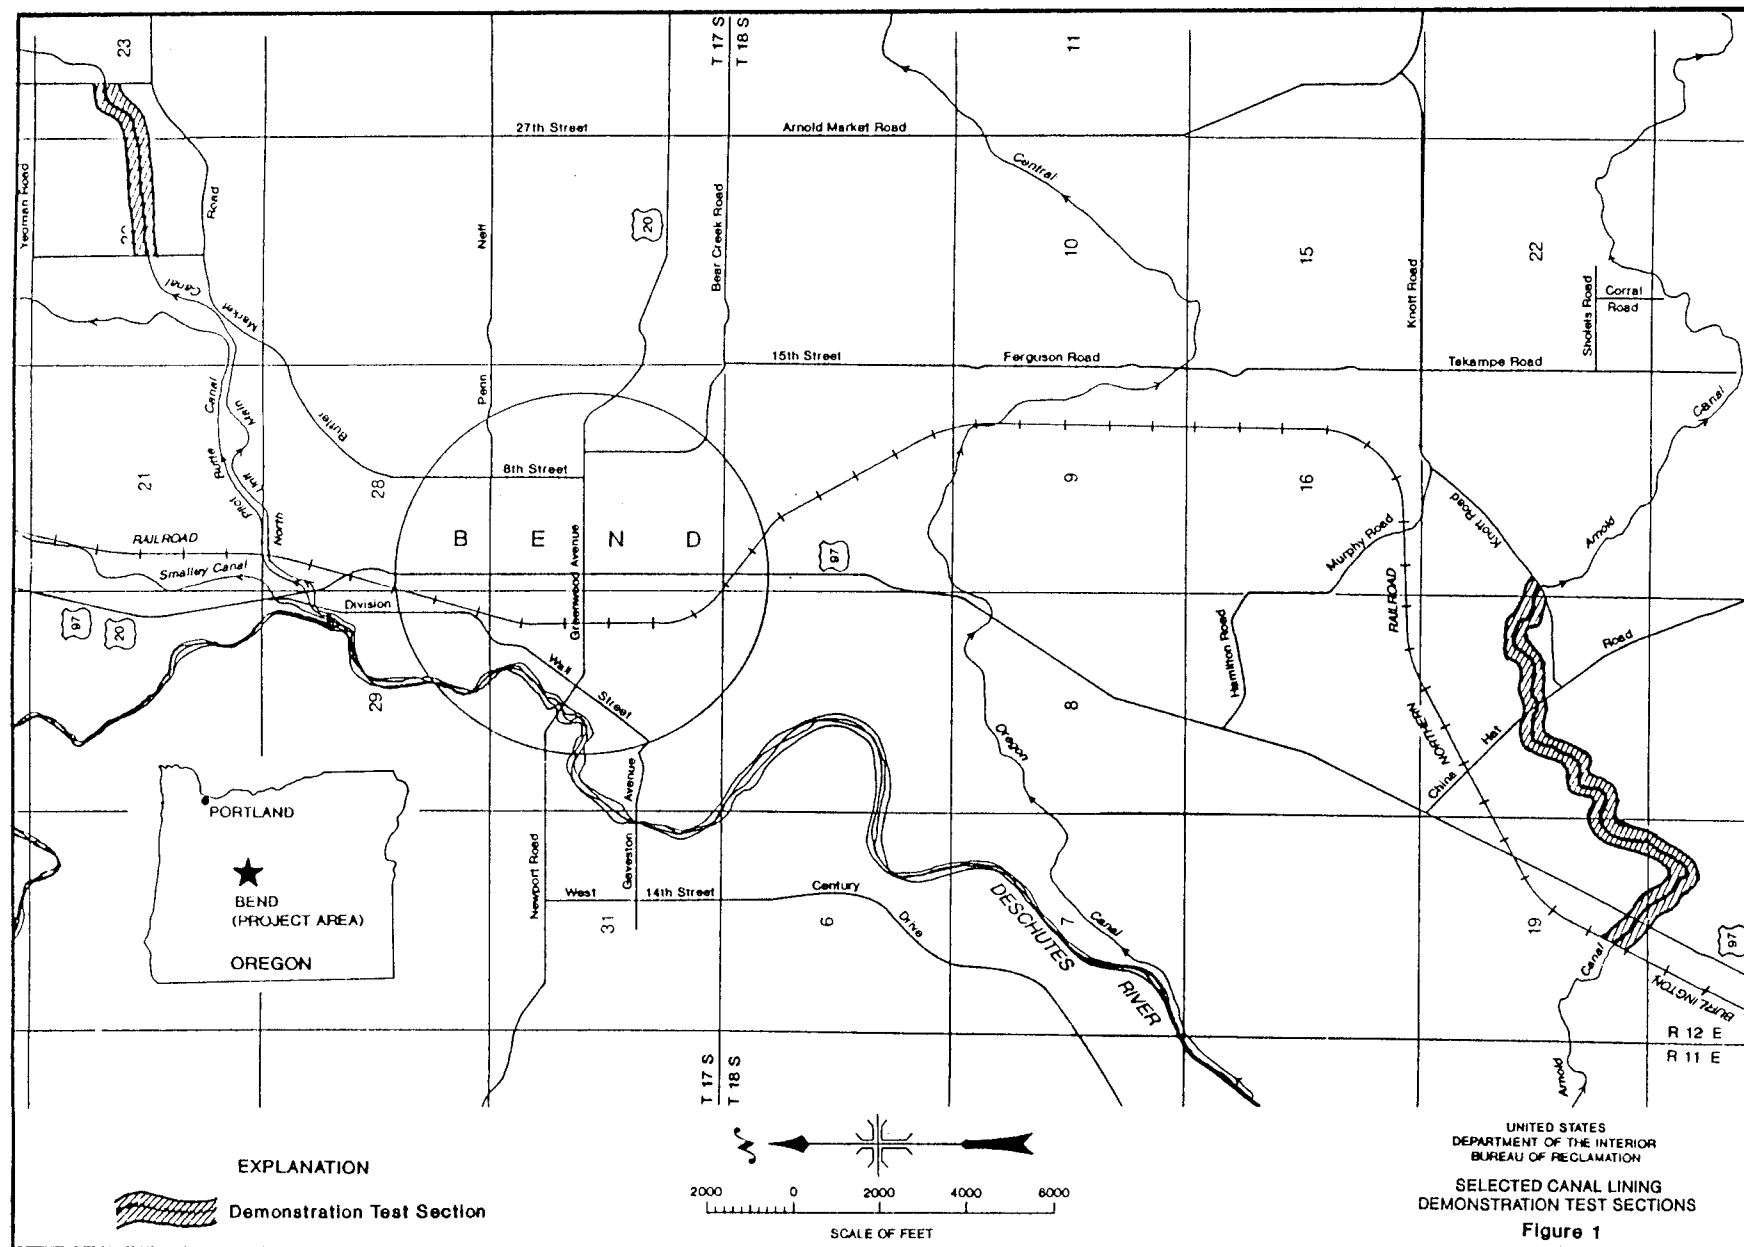 23
T 17 S
T 18 S
11
27th Street
Arnold Market Road
Yeoman Road
Road
Neff
20
Bear Creek Road
Central
10
15
22
Knott Road
Sholets Road
Corral
Road
Canal
Market
15th Street
Ferguson Road
Tekampe Road
Penn
Canal
Main
Butler
Butte
Pilot
Unit
North
21
28
8th Street
9
16
Knott Road
Canal
Arnold
B E N D
Greenwood Avenue
97
Murphy Road
RAILROAD
RAILROAD
Smalley Canal
Division
97
20
Wall
Street
Hamilton Road
Road
29
8
Oregon
NORTHERN
Hat
China
PORTLAND
BEND
(PROJECT AREA)
OREGON
Newport Road
Gaveston
Avenue
West
14th Street
Century
Drive
31
6
7
Canal
DESCHUTES
RIVER
19
Canal
97
BURLINGTON
R 12 E
R 11 E
Arnold
T 17 S
T 18 S
N
EXPLANATION
Demonstration Test Section
2000 0 2000 4000 6000
SCALE OF FEET
UNITED STATES
DEPARTMENT OF THE INTERIOR
BUREAU OF RECLAMATION
SELECTED CANAL LINING
DEMONSTRATION TEST SECTIONS
Figure 1